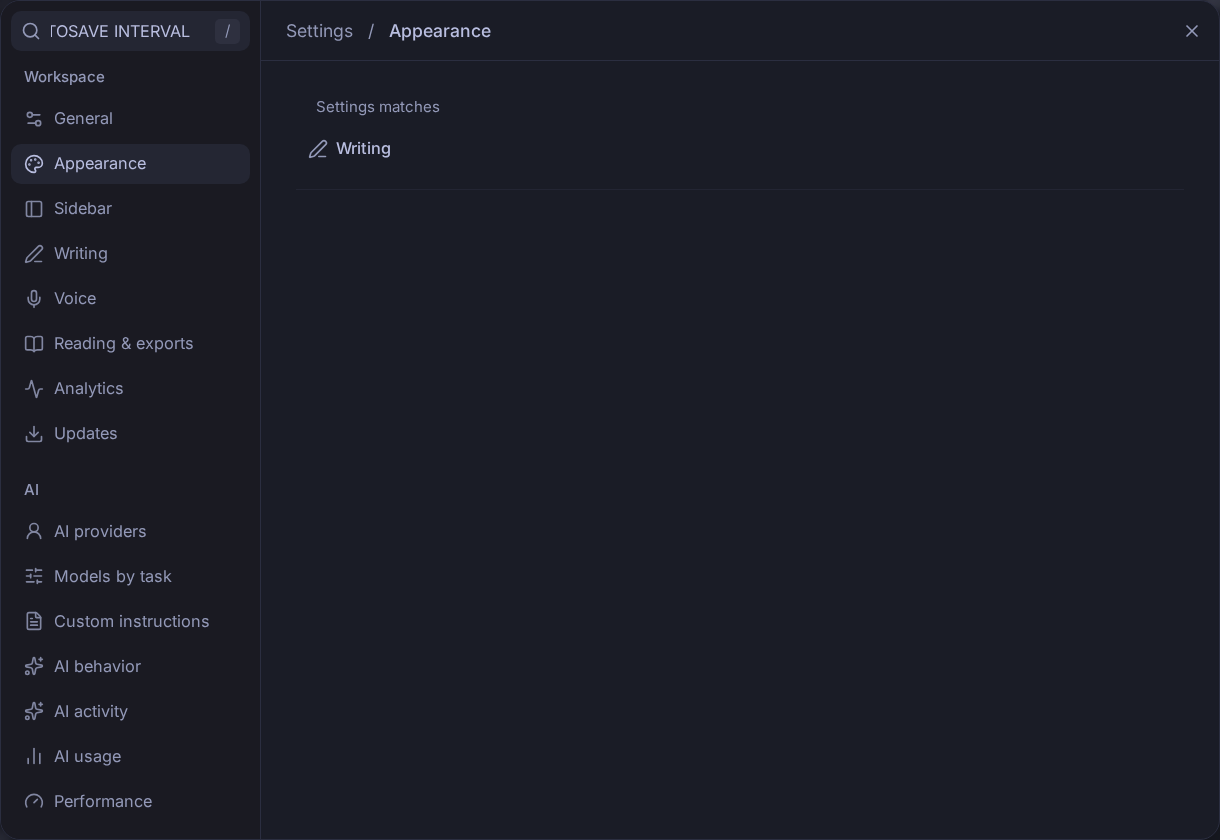 TOSAVE INTERVAL /
Settings / Appearance
Workspace
General
Appearance
Sidebar
Writing
Voice
Reading & exports
Analytics
Updates
AI
AI providers
Models by task
Custom instructions
AI behavior
AI activity
AI usage
Performance
Settings matches
Writing